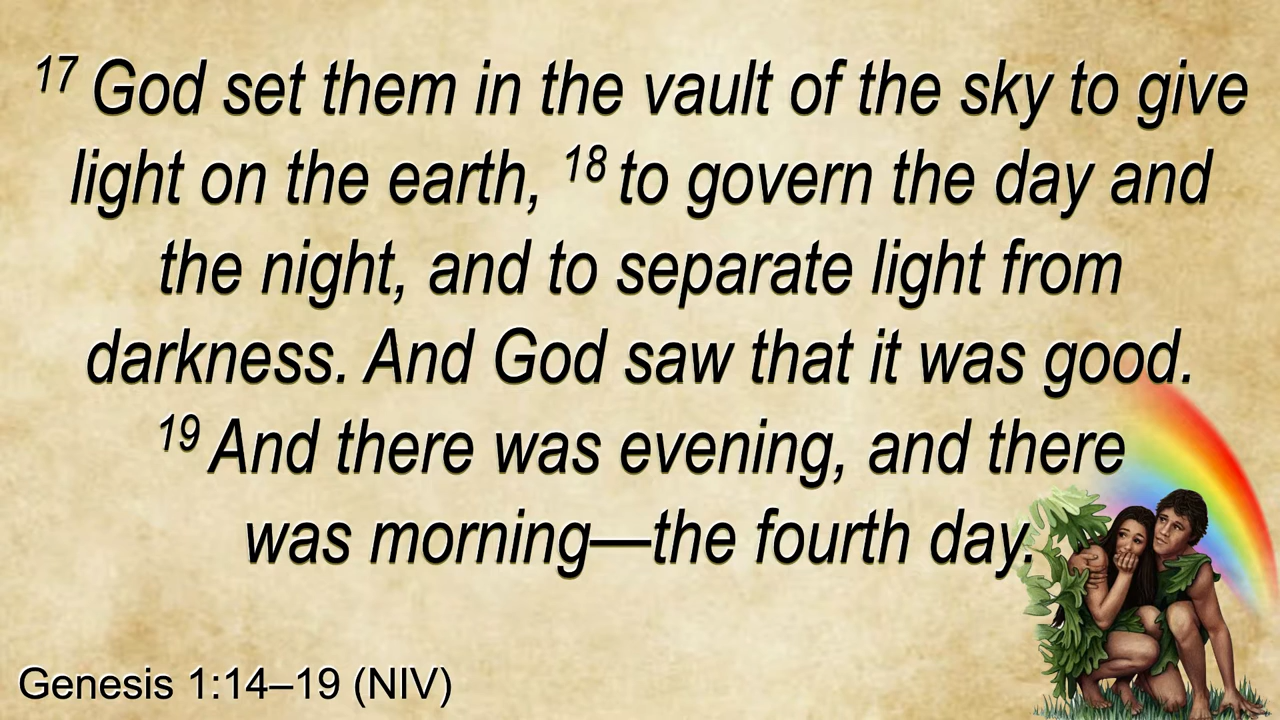 17 God set them in the vault of the sky to give
light on the earth, 18 to govern the day and
the night, and to separate light from
darkness. And God saw that it was good.
19 And there was evening, and there
was morning—the fourth day.
Genesis 1:14–19 (NIV)